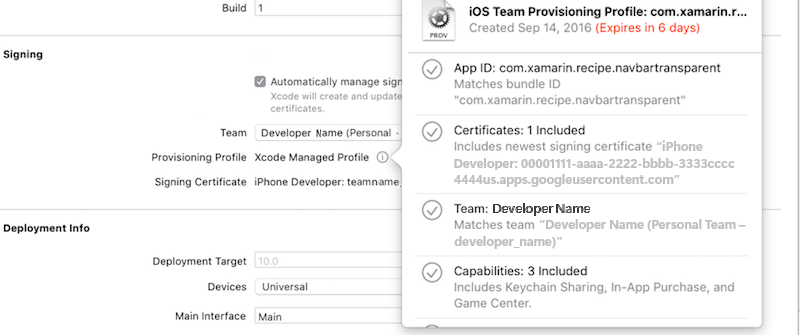 Build 1
Signing
Automatically manage sign
Xcode will create and update
certificates.
Team Developer Name (Personal
Provisioning Profile Xcode Managed Profile
Signing Certificate iPhone Developer: teamname,
Deployment Info
Deployment Target 10.0
Devices Universal
Main Interface Main
PROV
iOS Team Provisioning Profile: com.xamarin.r...
Created Sep 14, 2016 (Expires in 6 days)
App ID: com.xamarin.recipe.navbartransparent
Matches bundle ID
"com.xamarin.recipe.navbartransparent"
Certificates: 1 Included
Includes newest signing certificate “iPhone
Developer: 00001111-aaaa-2222-bbbb-3333cccc
4444us.apps.googleusercontent.com”
Team: Developer Name
Matches team “Developer Name (Personal Team –
developer_name)”
Capabilities: 3 Included
Includes Keychain Sharing, In-App Purchase, and
Game Center.